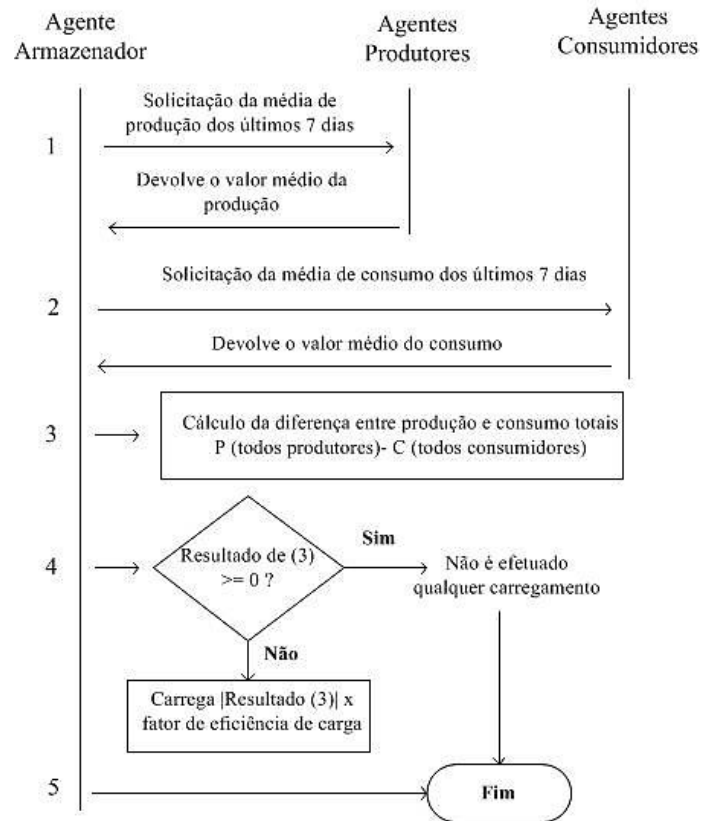 Agente
Armazenador
Agentes
Produtores
Agentes
Consumidores
1
Solicitação da média de
produção dos últimos 7 dias
Devolve o valor médio da
produção
2
Solicitação da média de consumo dos últimos 7 dias
Devolve o valor médio do consumo
3
Cálculo da diferença entre produção e consumo totais
P (todos produtores)- C (todos consumidores)
4
Resultado de (3)
>= 0 ?
Sim
Não é efetuado
qualquer carregamento
Não
Carrega |Resultado (3)| x
fator de eficiência de carga
5
Fim